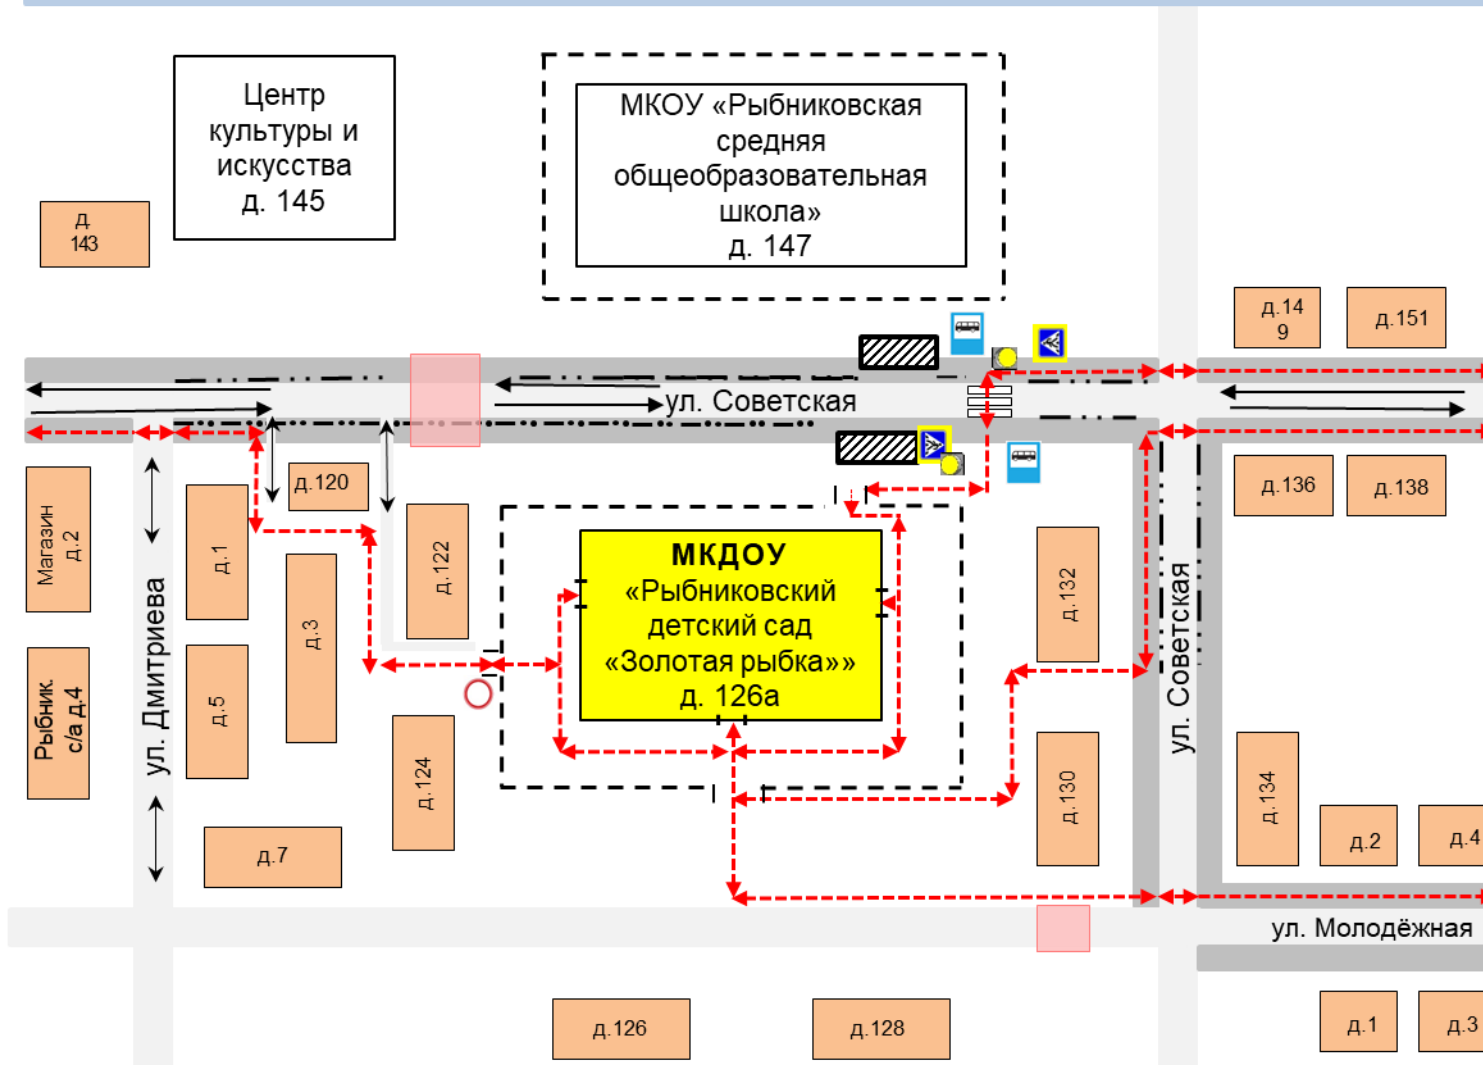 Центр
культуры и
искусства
д. 145
МКОУ «Рыбниковская
средняя
общеобразовательная
школа»
д. 147
д.
143
д.14
9
д.151
ул. Советская
Магазин
д.2
д.1
д.120
д.122
д.3
МКДОУ
«Рыбниковский
детский сад
«Золотая рыбка»»
д. 126а
д.132
д.136
д.138
ул. Советская
ул. Дмитриева
Рыбник.
с/а д.4
д.5
д.124
д.7
д.130
д.134
д.2
д.4
ул. Молодёжная
д.126
д.128
д.1
д.3